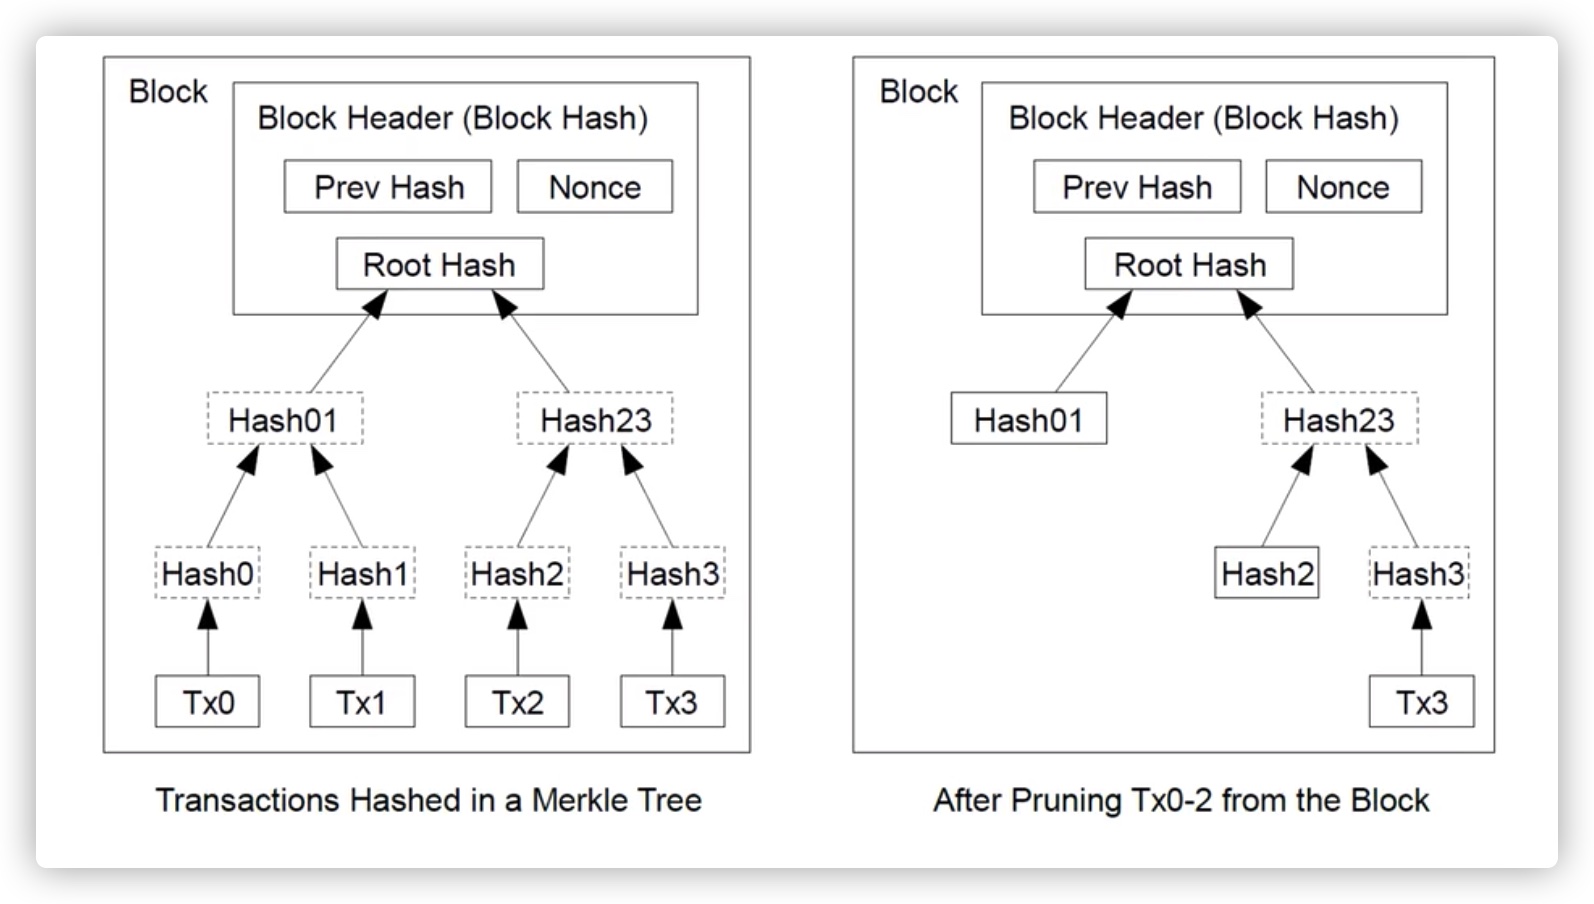 Block
Block Header (Block Hash)
Prev Hash
Nonce
Root Hash
Hash01
Hash23
Hash0
Hash1
Hash2
Hash3
Tx0
Tx1
Tx2
Tx3
Transactions Hashed in a Merkle Tree
Block
Block Header (Block Hash)
Prev Hash
Nonce
Root Hash
Hash01
Hash23
Hash2
Hash3
Tx3
After Pruning Tx0-2 from the Block